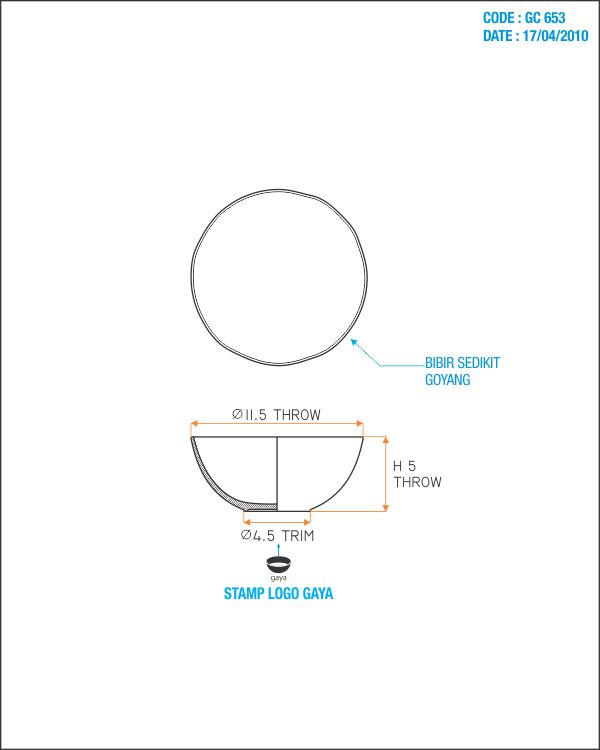 CODE : GC 653
DATE : 17/04/2010
BIBIR SEDIKIT
GOYANG
Ø11.5 THROW
H 5
THROW
Ø4.5 TRIM
gaya
STAMP LOGO GAYA